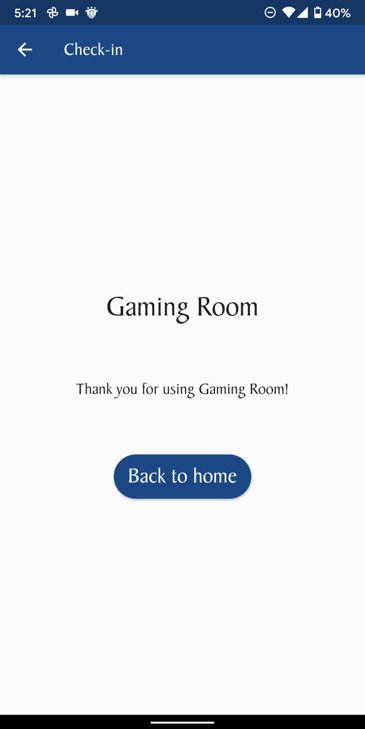 5:21
40%
Check-in
Gaming Room
Thank you for using Gaming Room!
Back to home